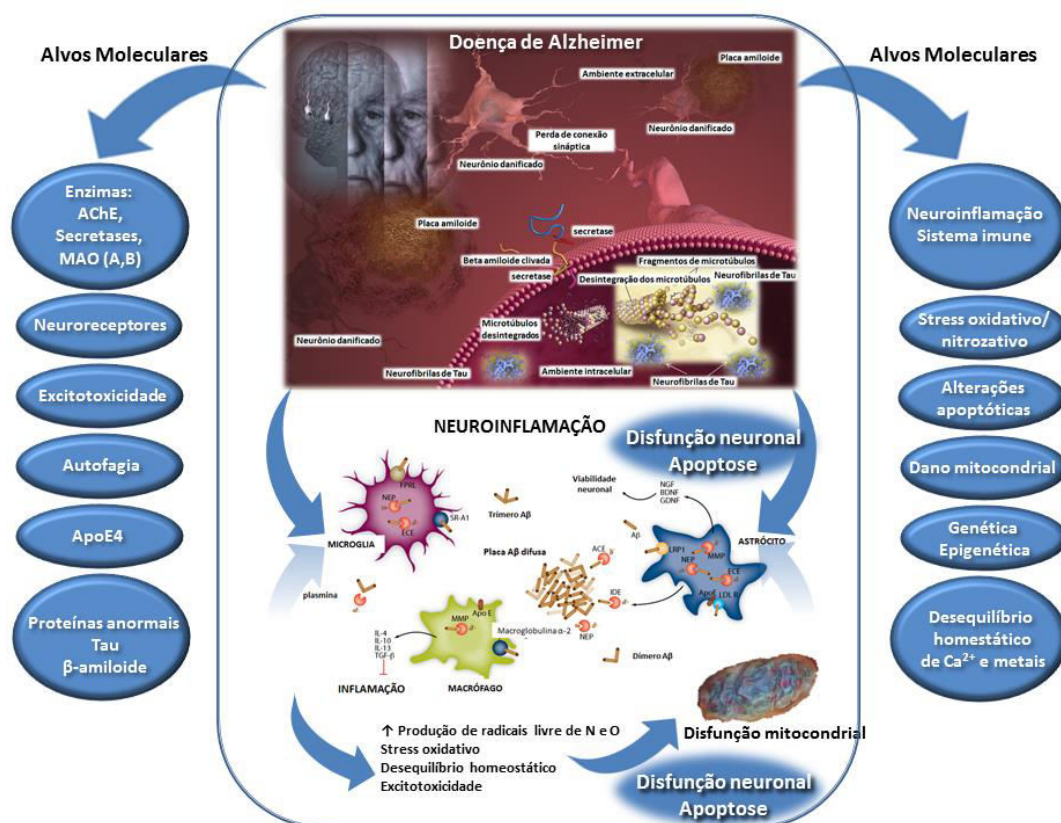 Alvos Moleculares
Enzimas:
AChE,
Secretases,
MAO (A,B)
Neuroreceptores
Excitotoxicidade
Autofagia
ApoE4
Proteínas anormais
Tau
β-amiloide
Doença de Alzheimer
Placa amiloide
Ambiente extracelular
Neurônio danificado
Perda de conexão
sináptica
Neurônio danificado
Placa amiloide
secretase
Beta amiloide clivada
secretase
Fragmentos de microtúbulos
Desintegração dos microtúbulos
Neurofibrilas de Tau
Microtúbulos
desintegrados
Neurônio danificado
Neurofibrilas de Tau
Ambiente intracelular
Neurofibrilas de Tau
NEUROINFLAMAÇÃO
Disfunção neuronal
Apoptose
FPRL
NEP
ECE
SR-A1
MICROGLIA
Trímero Aβ
Viabilidade
neuronal
NGF
BDNF
GDNF
Aβ
ASTRÓCITO
LRP1
NEP
MMP
ECE
ApoE
LDL R
Placa Aβ difusa
ACE
IDE
NEP
plasmina
Apo E
MMP
Macroglobulina α-2
Dímero Aβ
IL-4
IL-10
IL-13
TGF-β
INFLAMAÇÃO
MACRÓFAGO
↑ Produção de radicais livre de N e O
Stress oxidativo
Desequilíbrio homeostático
Excitotoxicidade
Disfunção mitocondrial
Disfunção neuronal
Apoptose
Alvos Moleculares
Neuroinflamação
Sistema imune
Stress oxidativo/
nitrozativo
Alterações
apoptóticas
Dano mitocondrial
Genética
Epigenética
Desequilíbrio
homestático
de Ca²⁺ e metais